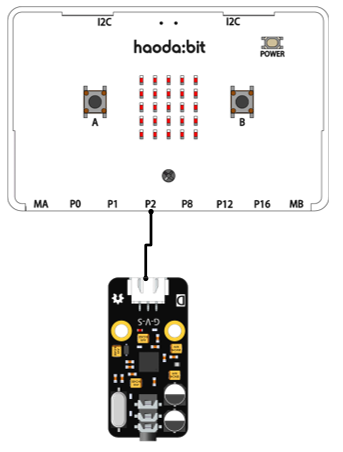 I2C I2C
haoda:bit
POWER
A B
MA P0 P1 P2 P8 P12 P16 MB
D
G-V-S